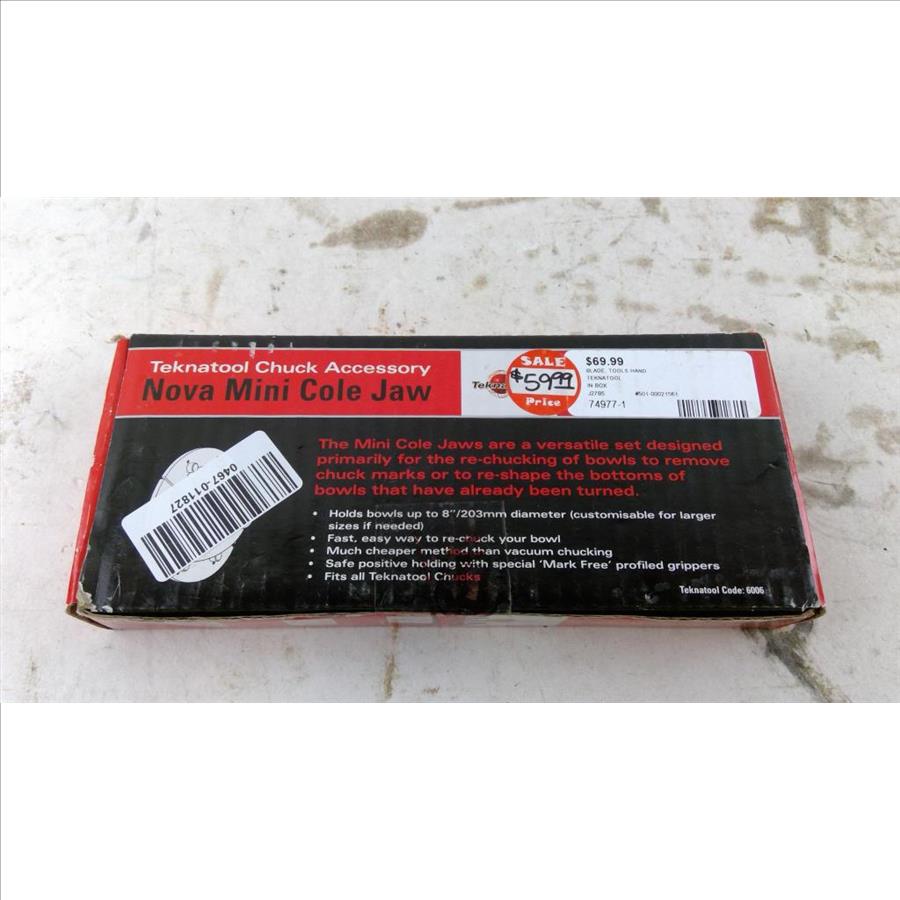 Teknatool Chuck Accessory
Nova Mini Cole Jaw
SALE
$59.99
Price
$69.99
BLADE, TOOLS HAND
TEKNATOOL
IN BOX
J2785
74977-1
0467-011827
The Mini Cole Jaws are a versatile set designed
primarily for the re-chucking of bowls to remove
chuck marks or to re-shape the bottoms of
bowls that have already been turned.
• Holds bowls up to 8"/203mm diameter (customisable for larger
sizes if needed)
• Fast, easy way to re-chuck your bowl
• Much cheaper method than vacuum chucking
• Safe positive holding with special 'Mark Free' profiled grippers
• Fits all Teknatool Chucks
Teknatool Code: 6006